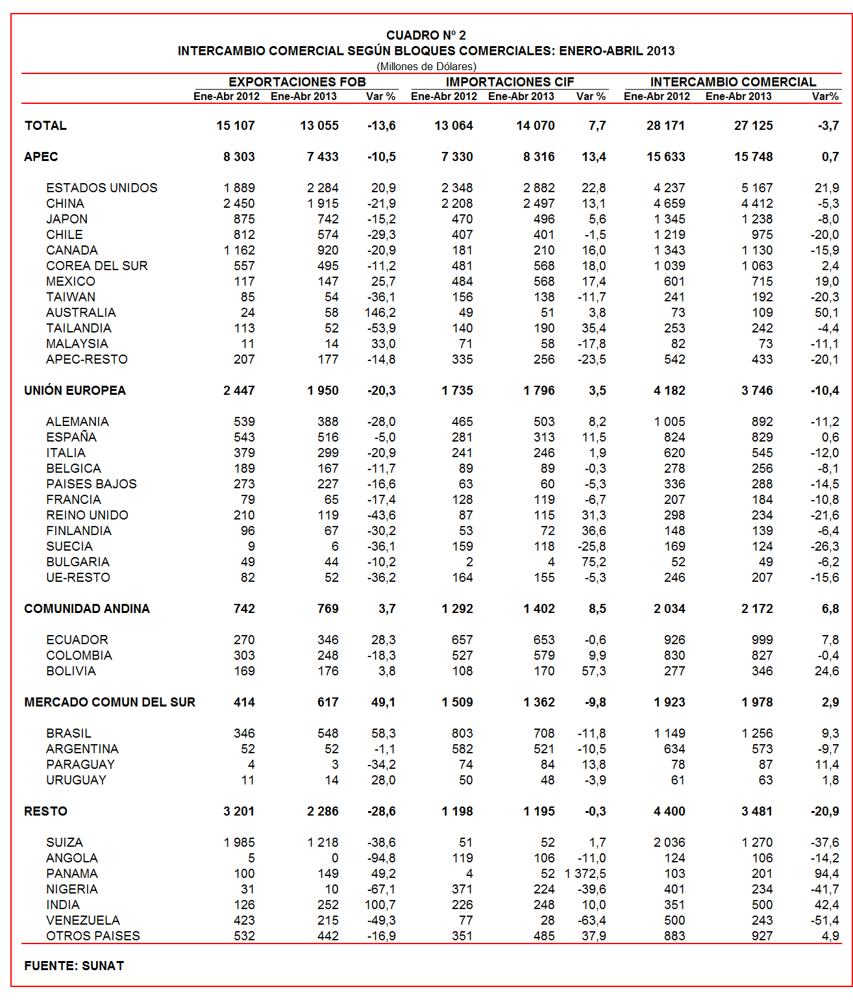 CUADRO Nº 2
INTERCAMBIO COMERCIAL SEGÚN BLOQUES COMERCIALES: ENERO-ABRIL 2013
(Millones de Dólares)
EXPORTACIONES FOB IMPORTACIONES CIF INTERCAMBIO COMERCIAL
Ene-Abr 2012 Ene-Abr 2013 Var % Ene-Abr 2012 Ene-Abr 2013 Var % Ene-Abr 2012 Ene-Abr 2013 Var%
TOTAL 15 107 13 055 -13,6 13 064 14 070 7,7 28 171 27 125 -3,7
APEC 8 303 7 433 -10,5 7 330 8 316 13,4 15 633 15 748 0,7
ESTADOS UNIDOS 1 889 2 284 20,9 2 348 2 882 22,8 4 237 5 167 21,9
CHINA 2 450 1 915 -21,9 2 208 2 497 13,1 4 659 4 412 -5,3
JAPON 875 742 -15,2 470 496 5,6 1 345 1 238 -8,0
CHILE 812 574 -29,3 407 401 -1,5 1 219 975 -20,0
CANADA 1 162 920 -20,9 181 210 16,0 1 343 1 130 -15,9
COREA DEL SUR 557 495 -11,2 481 568 18,0 1 039 1 063 2,4
MEXICO 117 147 25,7 484 568 17,4 601 715 19,0
TAIWAN 85 54 -36,1 156 138 -11,7 241 192 -20,3
AUSTRALIA 24 58 146,2 49 51 3,8 73 109 50,1
TAILANDIA 113 52 -53,9 140 190 35,4 253 242 -4,4
MALAYSIA 11 14 33,0 71 58 -17,8 82 73 -11,1
APEC-RESTO 207 177 -14,8 335 256 -23,5 542 433 -20,1
UNIÓN EUROPEA 2 447 1 950 -20,3 1 735 1 796 3,5 4 182 3 746 -10,4
ALEMANIA 539 388 -28,0 465 503 8,2 1 005 892 -11,2
ESPAÑA 543 516 -5,0 281 313 11,5 824 829 0,6
ITALIA 379 299 -20,9 241 246 1,9 620 545 -12,0
BELGICA 189 167 -11,7 89 89 -0,3 278 256 -8,1
PAISES BAJOS 273 227 -16,6 63 60 -5,3 336 288 -14,5
FRANCIA 79 65 -17,4 128 119 -6,7 207 184 -10,8
REINO UNIDO 210 119 -43,6 87 115 31,3 298 234 -21,6
FINLANDIA 96 67 -30,2 53 72 36,6 148 139 -6,4
SUECIA 9 6 -36,1 159 118 -25,8 169 124 -26,3
BULGARIA 49 44 -10,2 2 4 75,2 52 49 -6,2
UE-RESTO 82 52 -36,2 164 155 -5,3 246 207 -15,6
COMUNIDAD ANDINA 742 769 3,7 1 292 1 402 8,5 2 034 2 172 6,8
ECUADOR 270 346 28,3 657 653 -0,6 926 999 7,8
COLOMBIA 303 248 -18,3 527 579 9,9 830 827 -0,4
BOLIVIA 169 176 3,8 108 170 57,3 277 346 24,6
MERCADO COMUN DEL SUR 414 617 49,1 1 509 1 362 -9,8 1 923 1 978 2,9
BRASIL 346 548 58,3 803 708 -11,8 1 149 1 256 9,3
ARGENTINA 52 52 -1,1 582 521 -10,5 634 573 -9,7
PARAGUAY 4 3 -34,2 74 84 13,8 78 87 11,4
URUGUAY 11 14 28,0 50 48 -3,9 61 63 1,8
RESTO 3 201 2 286 -28,6 1 198 1 195 -0,3 4 400 3 481 -20,9
SUIZA 1 985 1 218 -38,6 51 52 1,7 2 036 1 270 -37,6
ANGOLA 5 0 -94,8 119 106 -11,0 124 106 -14,2
PANAMA 100 149 49,2 4 52 1 372,5 103 201 94,4
NIGERIA 31 10 -67,1 371 224 -39,6 401 234 -41,7
INDIA 126 252 100,7 226 248 10,0 351 500 42,4
VENEZUELA 423 215 -49,3 77 28 -63,4 500 243 -51,4
OTROS PAISES 532 442 -16,9 351 485 37,9 883 927 4,9
FUENTE: SUNAT